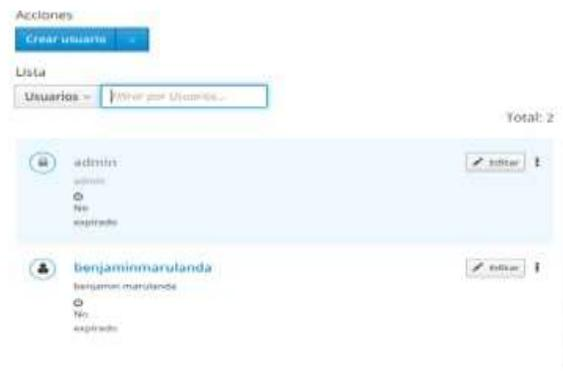 Acciones
Crear usuario
Lista
Usuarios
Filtrar por Usuarios...
Total: 2
admin
Editar
admin
No
expirado
benjaminmarulanda
Editar
benjamin marulanda
No
expirado